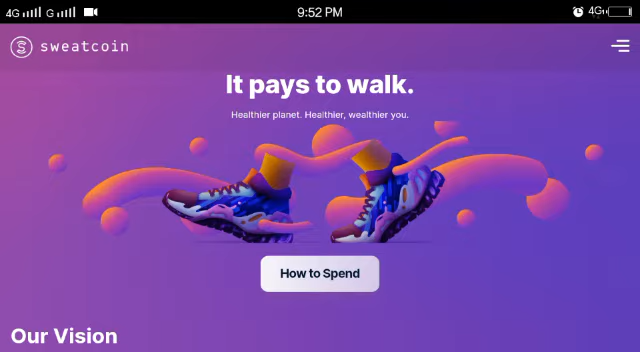 4G G 9:52 PM 4G
sweatcoin
It pays to walk.
Healthier planet. Healthier, wealthier you.
How to Spend
Our Vision